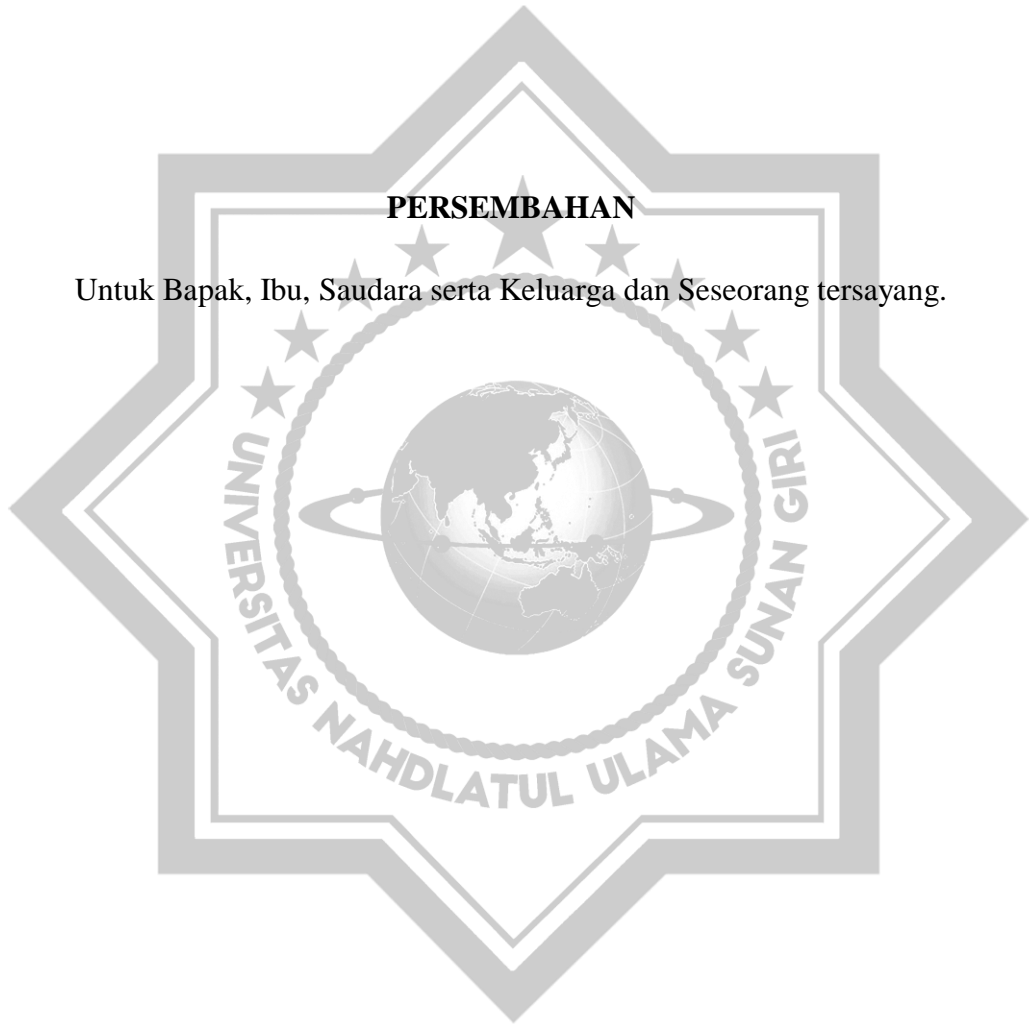 PERSEMBAHAN
Untuk Bapak, Ibu, Saudara serta Keluarga dan Seseorang tersayang.
UNIVERSITAS NAHDLATUL ULAMA SUNAN GIRI